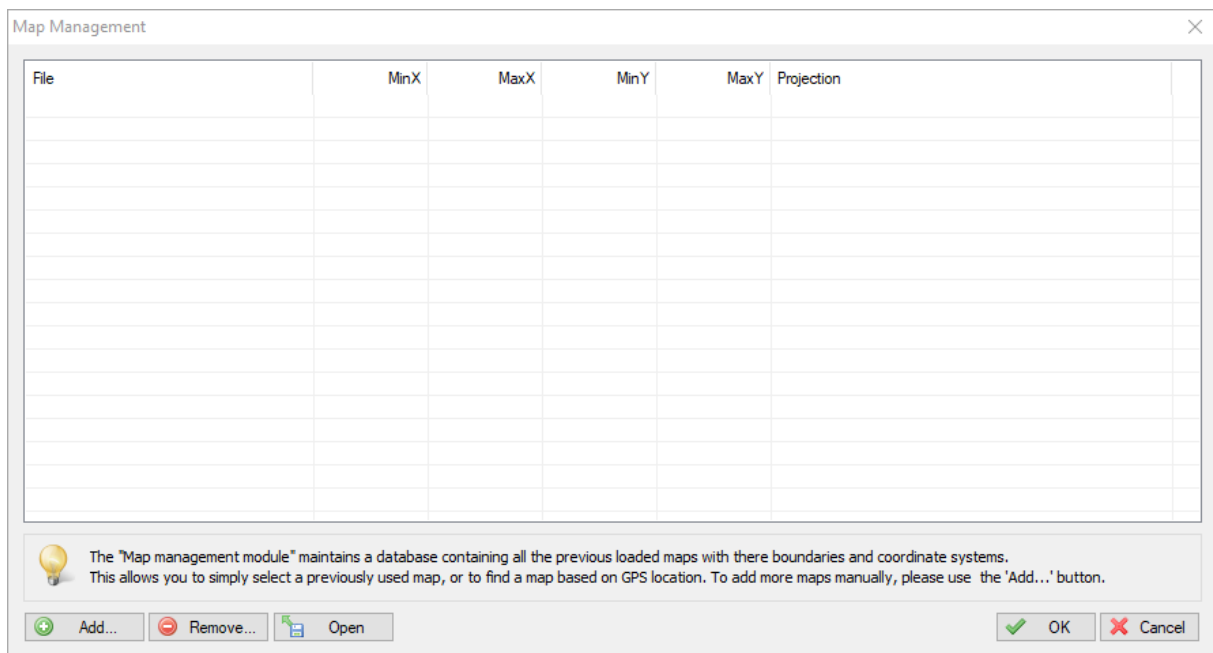 Map Management
File MinX MaxX MinY MaxY Projection
The "Map management module" maintains a database containing all the previous loaded maps with there boundaries and coordinate systems.
This allows you to simply select a previously used map, or to find a map based on GPS location. To add more maps manually, please use  the 'Add...' button.
Add... Remove... Open OK Cancel